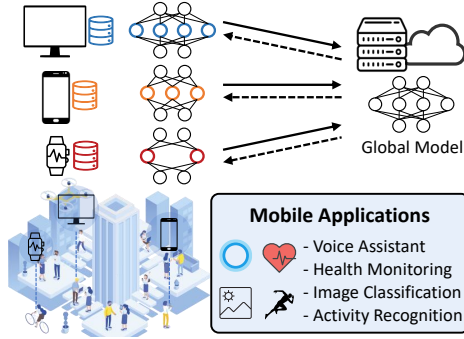 Global Model
Mobile Applications
- Voice Assistant
- Health Monitoring
- Image Classification
- Activity Recognition